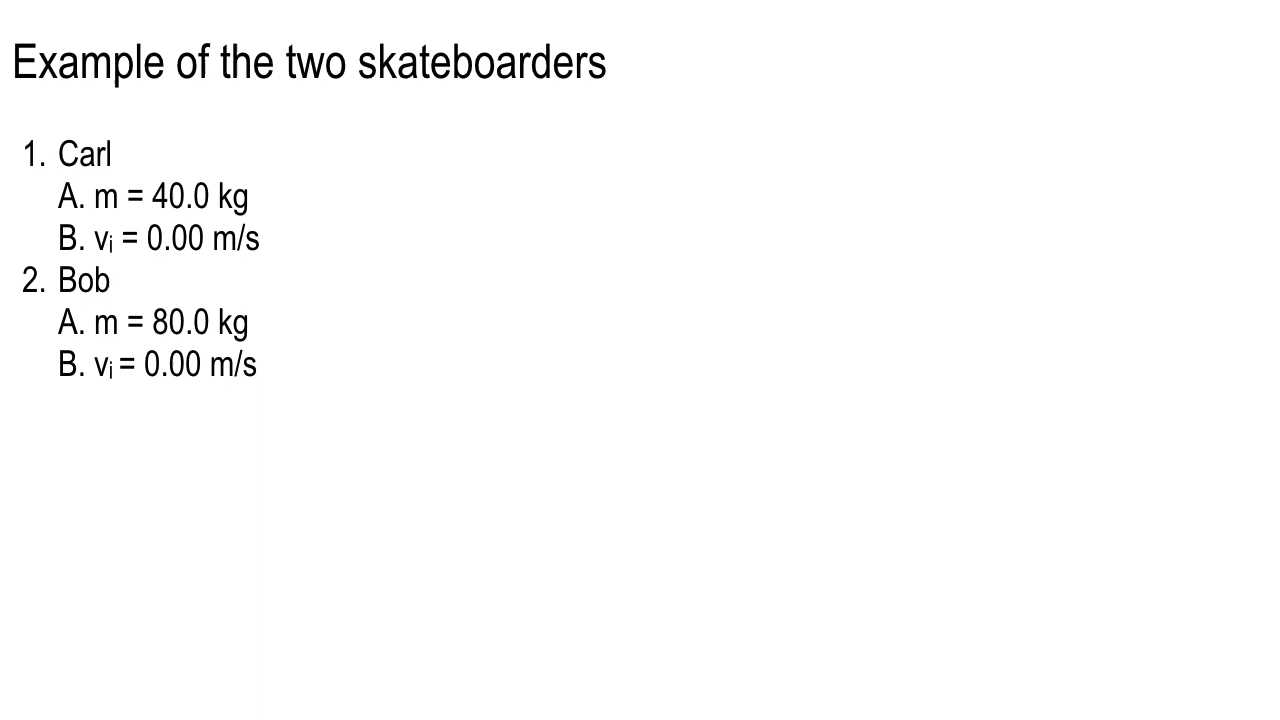 Example of the two skateboarders
1. Carl
A. m = 40.0 kg
B. vᵢ = 0.00 m/s
2. Bob
A. m = 80.0 kg
B. vᵢ = 0.00 m/s